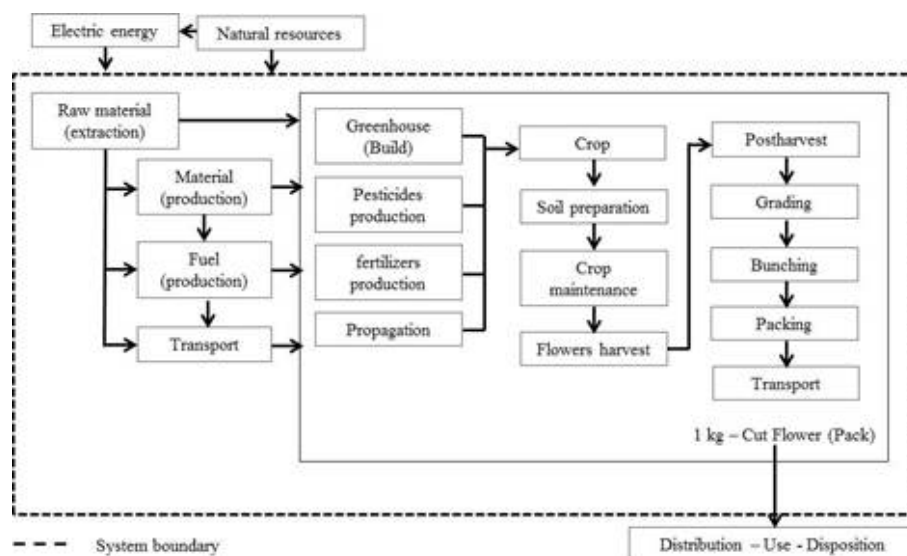 Electric energy
Natural resources
Raw material
(extraction)
Material
(production)
Fuel
(production)
Transport
Greenhouse
(Build)
Pesticides
production
fertilizers
production
Propagation
Crop
Soil preparation
Crop
maintenance
Flowers harvest
Postharvest
Grading
Bunching
Packing
Transport
1 kg – Cut Flower (Pack)
System boundary
Distribution – Use - Disposition